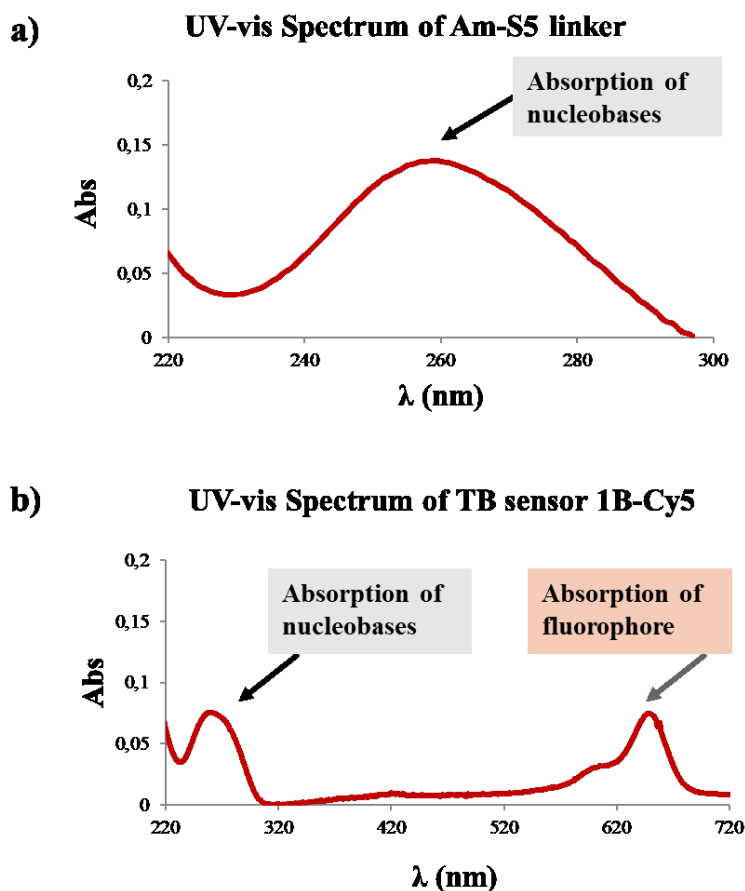 a)
UV-vis Spectrum of Am-S5 linker
Absorption of
nucleobases
0,2
0,15
0,1
0,05
0
Abs
220
240
260
280
300
λ (nm)
b)
UV-vis Spectrum of TB sensor 1B-Cy5
Absorption of
nucleobases
Absorption of
fluorophore
0,2
0,15
0,1
0,05
0
Abs
220
320
420
520
620
720
λ (nm)